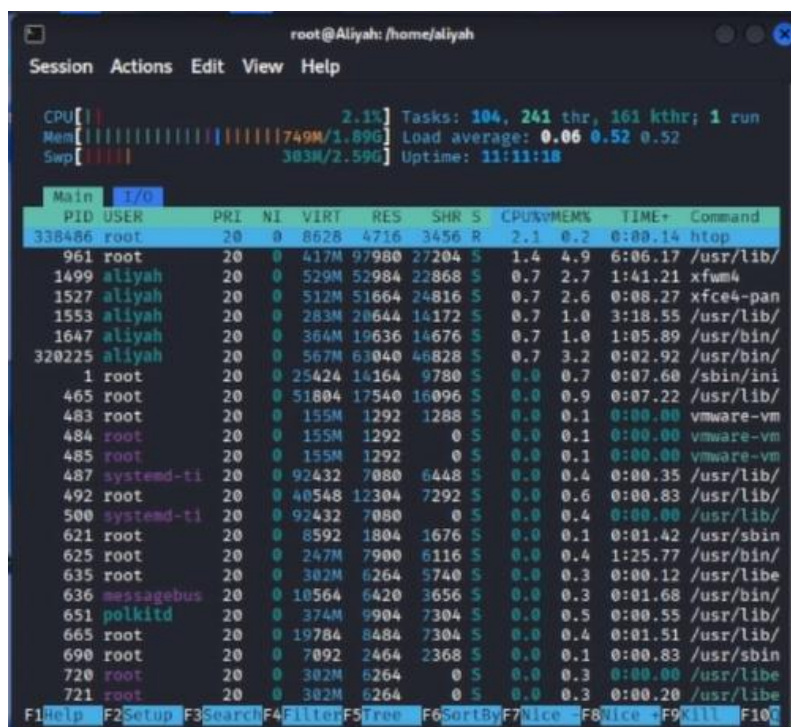 root@Aliyah: /home/aliyah
Session Actions Edit View Help
CPU[|| 2.1%] Tasks: 104, 241 thr, 161 kthr; 1 run
Mem[||||||||||||||||||||749M/1.89G] Load average: 0.06 0.52 0.52
Swp[||||| 303M/2.59G] Uptime: 11:11:18
Main I/O
PID USER PRI NI VIRT RES SHR S CPU%▽MEM% TIME+ Command
338486 root 20 0 8628 4716 3456 R 2.1 0.2 0:00.14 htop
961 root 20 0 417M 97980 27204 S 1.4 4.9 6:06.17 /usr/lib/
1499 aliyah 20 0 529M 52984 22868 S 0.7 2.7 1:41.21 xfwm4
1527 aliyah 20 0 512M 51664 24816 S 0.7 2.6 0:08.27 xfce4-pan
1553 aliyah 20 0 283M 20644 14172 S 0.7 1.0 3:18.55 /usr/lib/
1647 aliyah 20 0 364M 19636 14676 S 0.7 1.0 1:05.89 /usr/bin/
320225 aliyah 20 0 567M 63040 46828 S 0.7 3.2 0:02.92 /usr/bin/
1 root 20 0 25424 14164 9780 S 0.0 0.7 0:07.60 /sbin/ini
465 root 20 0 51804 17540 16096 S 0.0 0.9 0:07.22 /usr/lib/
483 root 20 0 155M 1292 1288 S 0.0 0.1 0:00.00 vmware-vm
484 root 20 0 155M 1292 0 S 0.0 0.1 0:00.00 vmware-vm
485 root 20 0 155M 1292 0 S 0.0 0.1 0:00.00 vmware-vm
487 systemd-ti 20 0 92432 7080 6448 S 0.0 0.4 0:00.35 /usr/lib/
492 root 20 0 40548 12304 7292 S 0.0 0.6 0:00.83 /usr/lib/
500 systemd-ti 20 0 92432 7080 0 S 0.0 0.4 0:00.00 /usr/lib/
621 root 20 0 8592 1804 1676 S 0.0 0.1 0:01.42 /usr/sbin
625 root 20 0 247M 7900 6116 S 0.0 0.4 1:25.77 /usr/bin/
635 root 20 0 302M 6264 5740 S 0.0 0.3 0:00.12 /usr/libe
636 messagebus 20 0 10564 6420 3656 S 0.0 0.3 0:01.68 /usr/bin/
651 polkitd 20 0 374M 9904 7304 S 0.0 0.5 0:00.55 /usr/lib/
665 root 20 0 19784 8484 7304 S 0.0 0.4 0:01.51 /usr/lib/
690 root 20 0 7092 2464 2368 S 0.0 0.1 0:00.83 /usr/sbin
720 root 20 0 302M 6264 0 S 0.0 0.3 0:00.00 /usr/libe
721 root 20 0 302M 6264 0 S 0.0 0.3 0:00.20 /usr/libe
F1Help F2Setup F3SearchF4FilterF5Tree F6SortByF7Nice -F8Nice +F9Kill F10Q